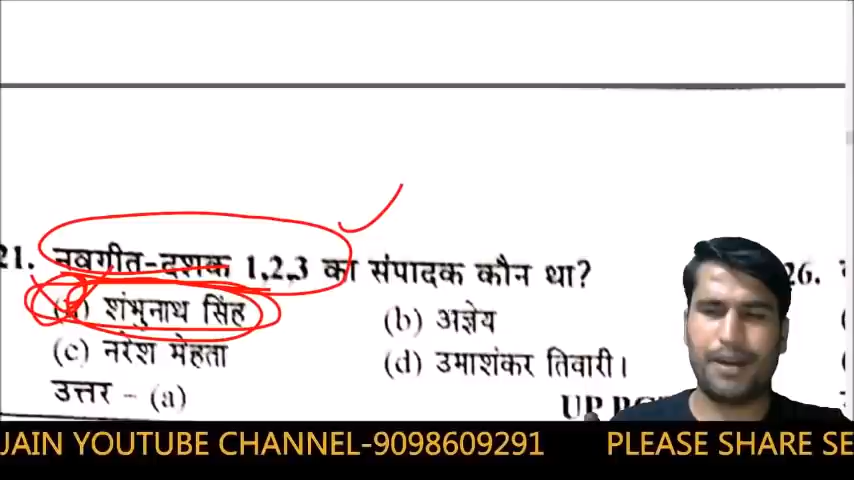 21. नवगीत-दशक 1,2,3 का संपादक कौन था?
(a) शंभुनाथ सिंह (b) अज्ञेय
(c) नरेश मेहता (d) उमाशंकर तिवारी।
उत्तर - (a)
26.
UP
JAIN YOUTUBE CHANNEL-9098609291 PLEASE SHARE SE